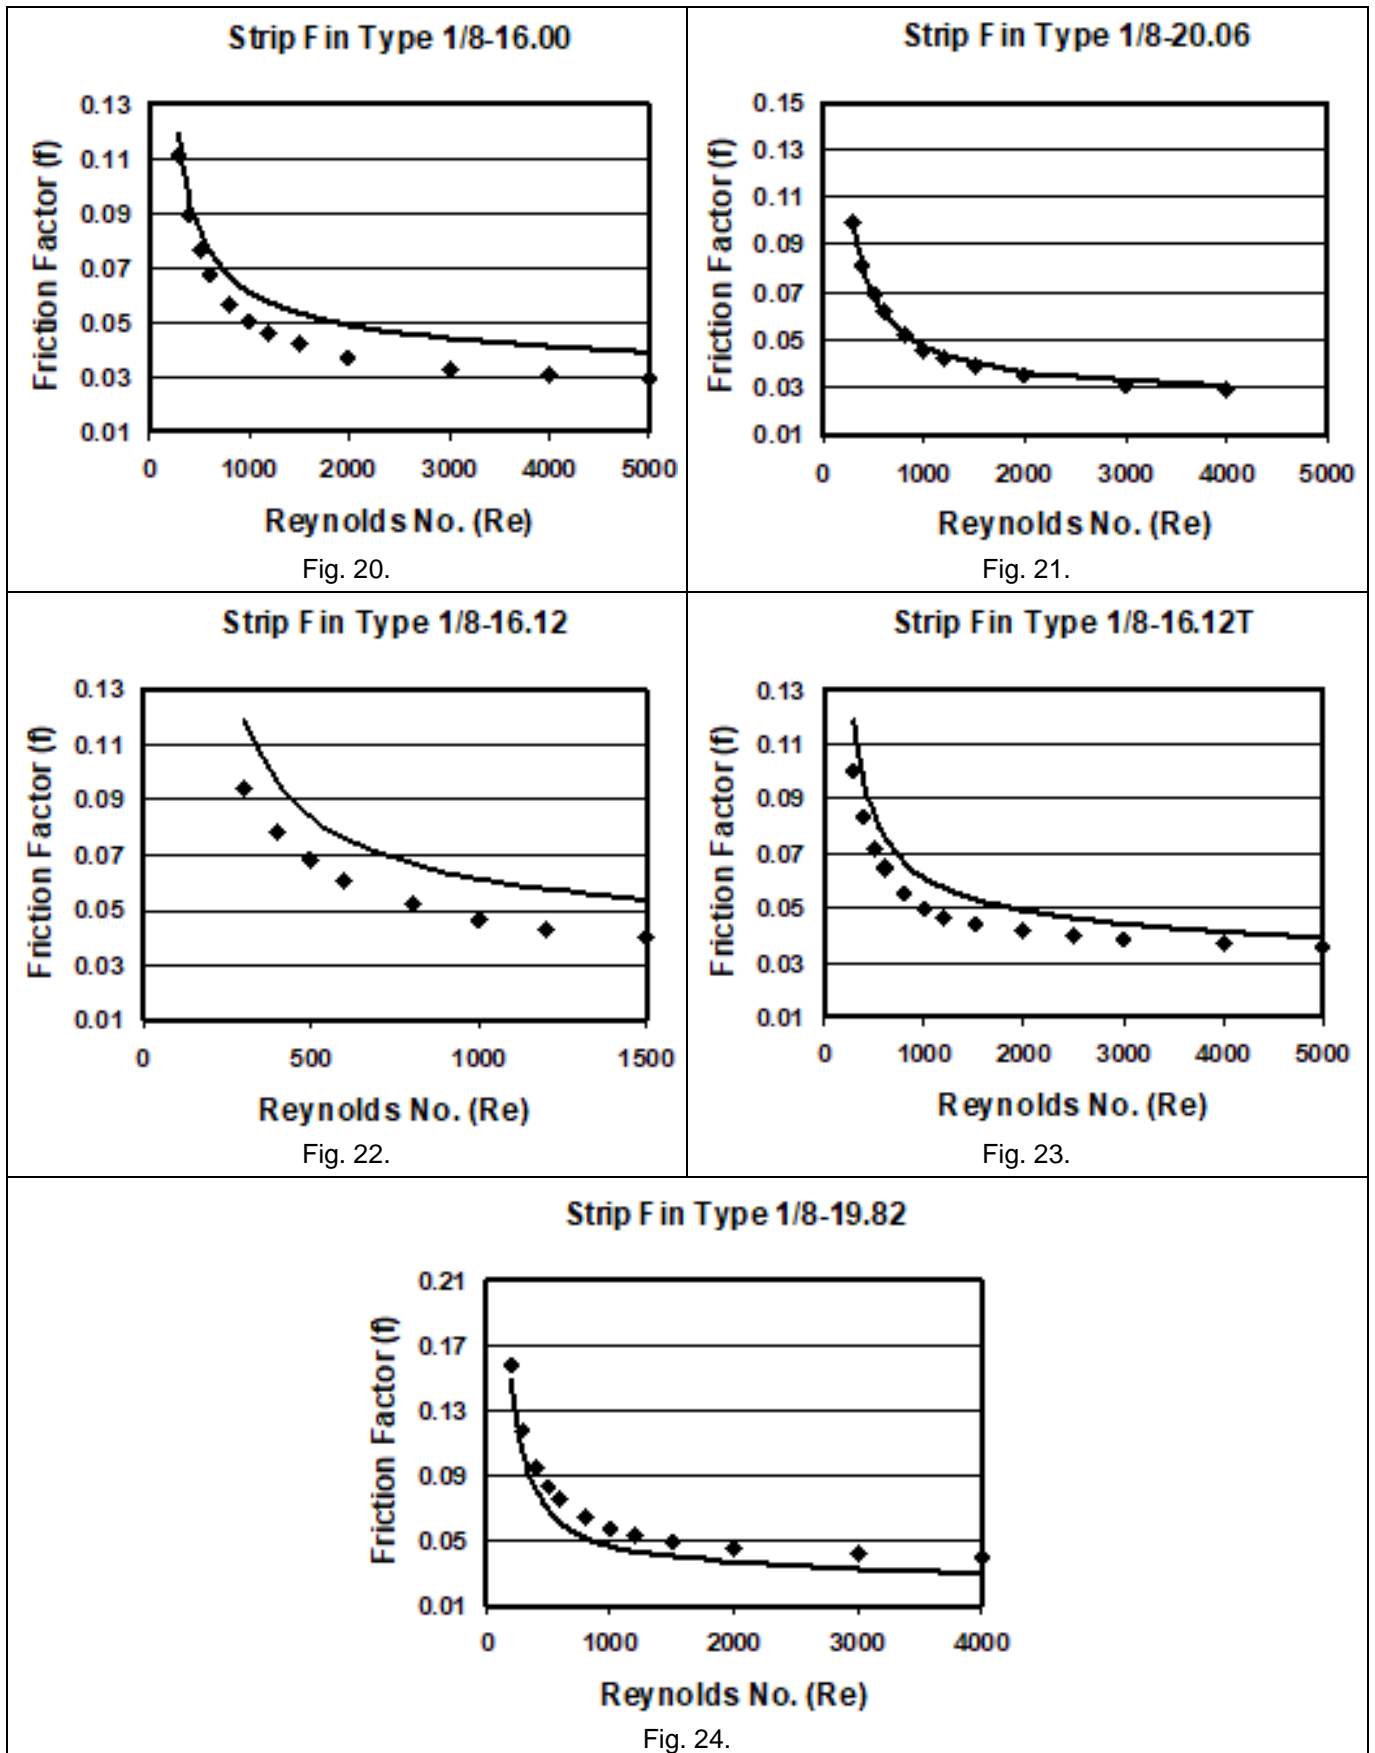 Strip Fin Type 1/8-16.00
0.13
0.11
0.09
0.07
0.05
0.03
0.01
Friction Factor (f)
0 1000 2000 3000 4000 5000
Reynolds No. (Re)
Fig. 20.
Strip Fin Type 1/8-20.06
0.15
0.13
0.11
0.09
0.07
0.05
0.03
0.01
Friction Factor (f)
0 1000 2000 3000 4000 5000
Reynolds No. (Re)
Fig. 21.
Strip Fin Type 1/8-16.12
0.13
0.11
0.09
0.07
0.05
0.03
0.01
Friction Factor (f)
0 500 1000 1500
Reynolds No. (Re)
Fig. 22.
Strip Fin Type 1/8-16.12T
0.13
0.11
0.09
0.07
0.05
0.03
0.01
Friction Factor (f)
0 1000 2000 3000 4000 5000
Reynolds No. (Re)
Fig. 23.
Strip Fin Type 1/8-19.82
0.21
0.17
0.13
0.09
0.05
0.01
Friction Factor (f)
0 1000 2000 3000 4000
Reynolds No. (Re)
Fig. 24.